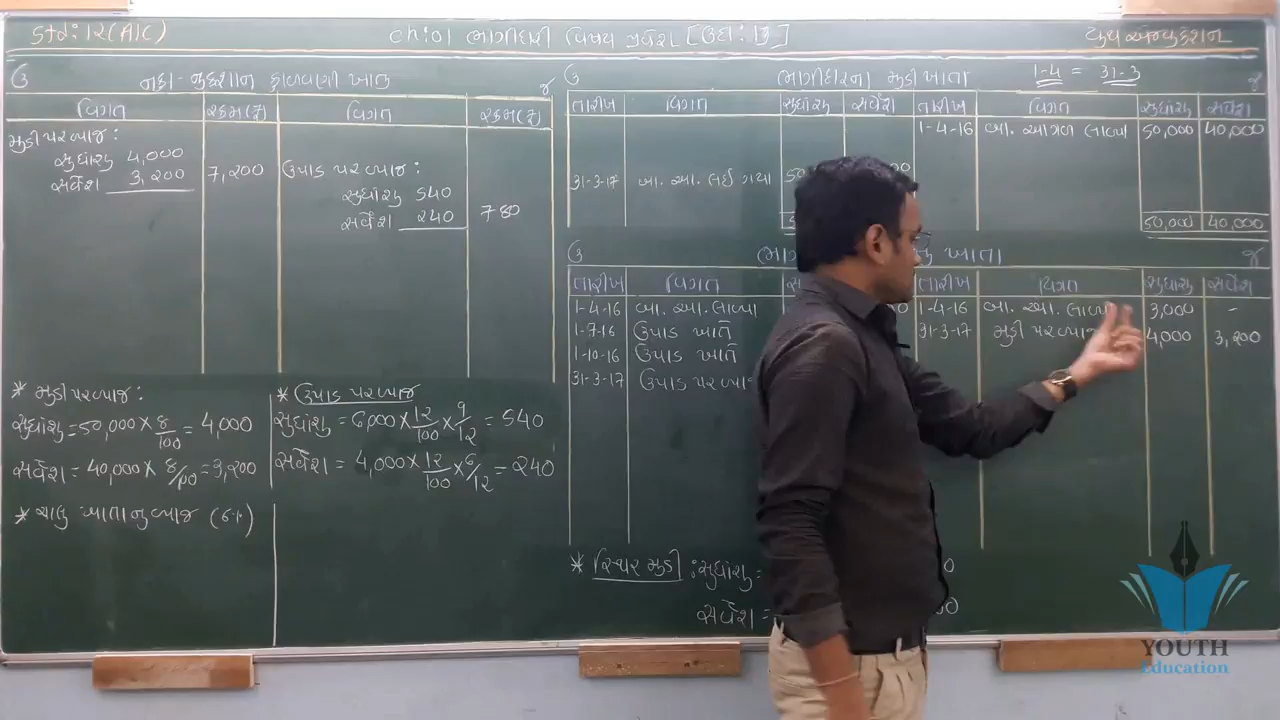 Std:12(A/C)
ch:01 ભાગીદારી વિષય પ્રવેશ [ઉદા:13]
યુથ એજ્યુકેશન
ઉ નફા-નુકશાન ફાળવણી ખાતુ જ
વિગત રકમ(₹) વિગત રકમ(₹)
મુડી પર વ્યાજ:
સુધાંશુ 4,000
સર્વેશ 3,200 7,200
ઉપાડ પર વ્યાજ:
સુધાંશુ 540
સર્વેશ 240 780
* મુડી પર વ્યાજ:
સુધાંશુ = 50,000 × 8/100 = 4,000
સર્વેશ = 40,000 × 8/100 = 3,200
* ચાલુ ખાતાનુ વ્યાજ
* ઉપાડ પર વ્યાજ
સુધાંશુ = 6,000 × 12/100 × 9/12 = 540
સર્વેશ = 4,000 × 12/100 × 6/12 = 240
ઉ ભાગીદારના મુડી ખાતા 1-4 = 31-3 જ
તારીખ વિગત સુધાંશુ સર્વેશ તારીખ વિગત સુધાંશુ સર્વેશ
1-4-16 બા. આગળ લાવ્યા 50,000 40,000
31-3-17 બા. આ. લઈ ગયા
50,000 40,000
ઉ ખાતા જ
તારીખ વિગત તારીખ વિગત સુધાંશુ સર્વેશ
1-4-16 બા. આ. લાવ્યા 1-4-16 બા. આ. લાવ્યા 3,000 -
1-7-16 ઉપાડ ખાતે 31-3-17 મુડી પર વ્યાજ 4,000 3,200
1-10-16 ઉપાડ ખાતે
31-3-17 ઉપાડ પર
* સ્થિર મુડી : સુધાંશુ =
સર્વેશ =
YOUTH
Education